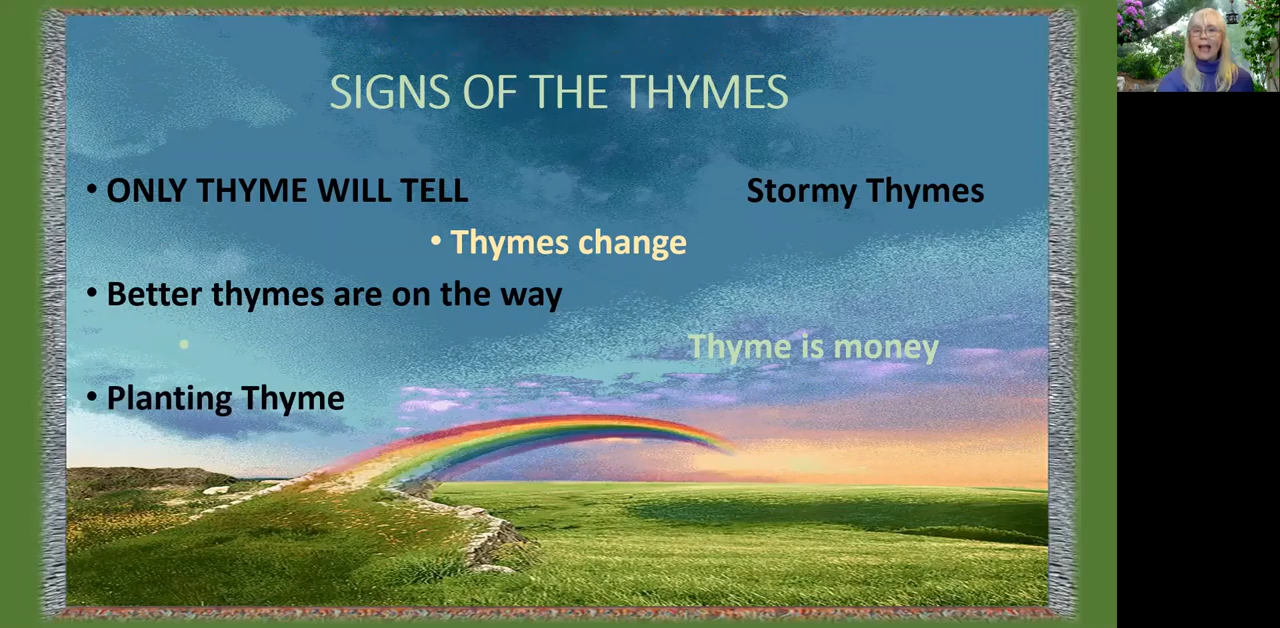 SIGNS OF THE THYMES
• ONLY THYME WILL TELL Stormy Thymes
• Thymes change
• Better thymes are on the way
• Thyme is money
• Planting Thyme